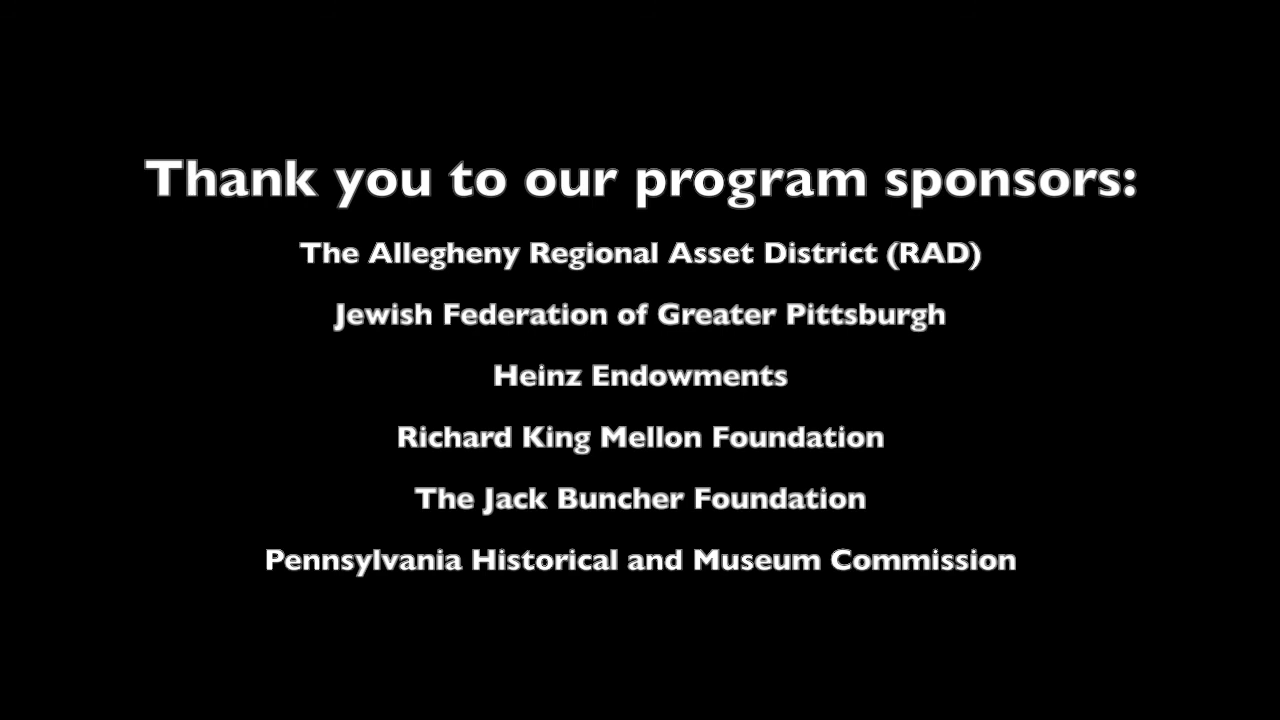 Thank you to our program sponsors:
The Allegheny Regional Asset District (RAD)
Jewish Federation of Greater Pittsburgh
Heinz Endowments
Richard King Mellon Foundation
The Jack Buncher Foundation
Pennsylvania Historical and Museum Commission